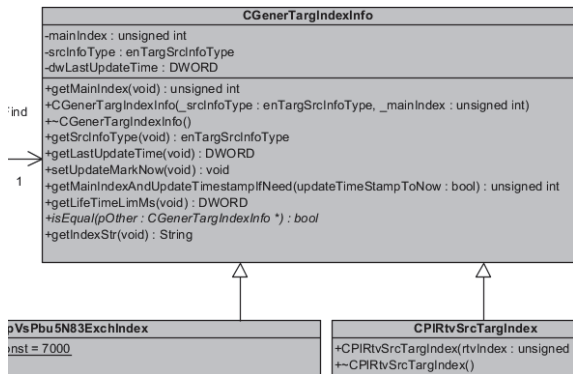 CGenerTargIndexInfo
-mainIndex : unsigned int
-srcInfoType : enTargSrcInfoType
-dwLastUpdateTime : DWORD
+getMainIndex(void) : unsigned int
+CGenerTargIndexInfo(_srcInfoType : enTargSrcInfoType, _mainIndex : unsigned int)
+~CGenerTargIndexInfo()
+getSrcInfoType(void) : enTargSrcInfoType
+getLastUpdateTime(void) : DWORD
+setUpdateMarkNow(void) : void
+getMainIndexAndUpdateTimestampIfNeed(updateTimeStampToNow : bool) : unsigned int
+getLifeTimeLimMs(void) : DWORD
+isEqual(pOther : CGenerTargIndexInfo *) : bool
+getIndexStr(void) : String
Find
1
pVsPbu5N83ExchIndex
onst = 7000
CPIRtvSrcTargIndex
+CPIRtvSrcTargIndex(rtvIndex : unsigned
+~CPIRtvSrcTargIndex()